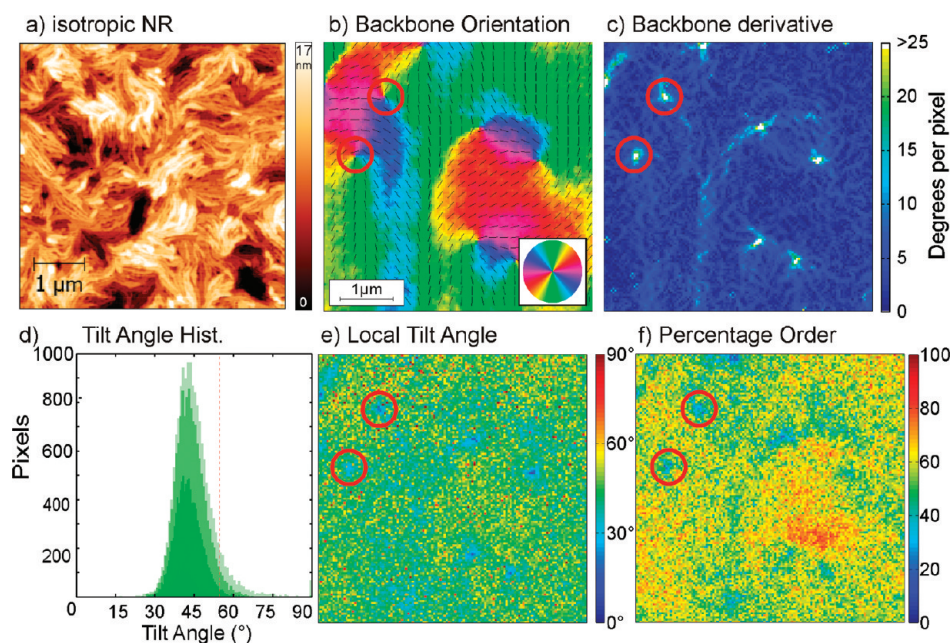 a) isotropic NR
b) Backbone Orientation
c) Backbone derivative
17
nm
0
1 µm
1µm
>25
20
15
10
5
0
Degrees per pixel
d) Tilt Angle Hist.
e) Local Tilt Angle
f) Percentage Order
1000
800
600
400
200
Pixels
0 15 30 45 60 75 90
Tilt Angle (°)
90°
60°
30°
0°
100
80
60
40
20
0